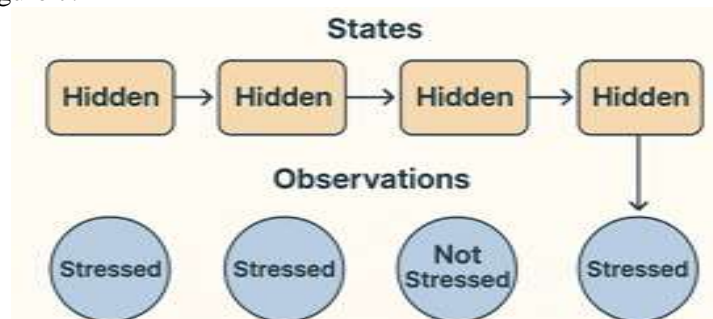 States
Hidden Hidden Hidden Hidden
Observations
Stressed Stressed Not Stressed Stressed